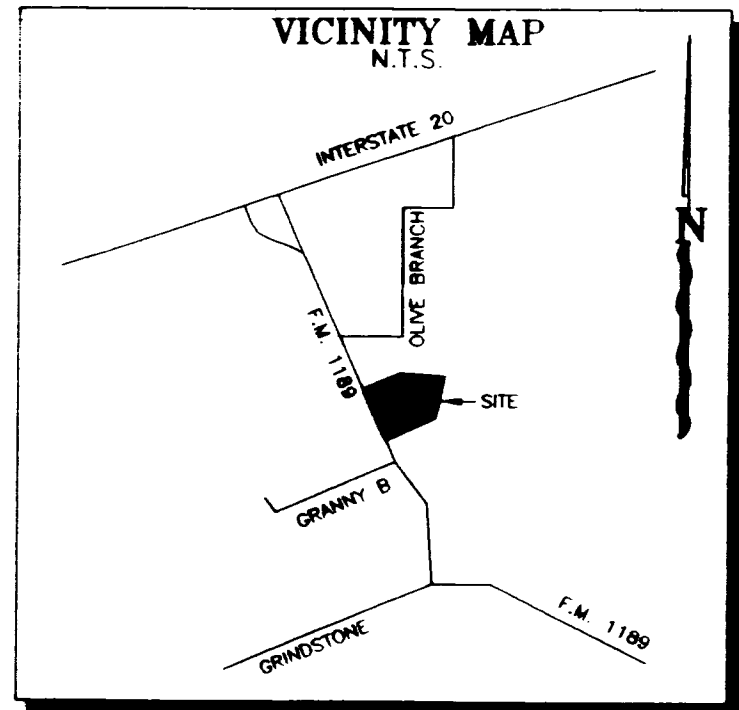 VICINITY MAP
N.T.S.
INTERSTATE 20
N
OLIVE BRANCH
F.M. 1189
SITE
GRANNY B
F.M. 1189
GRINDSTONE